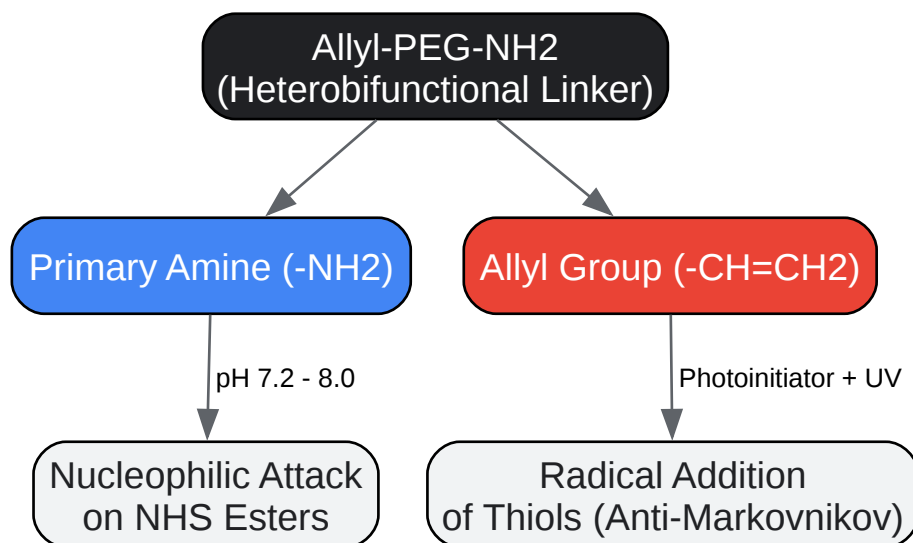 Allyl-PEG-NH2
(Heterobifunctional Linker)
Primary Amine (-NH2)
Allyl Group (-CH=CH2)
pH 7.2 - 8.0
Photoinitiator + UV
Nucleophilic Attack
on NHS Esters
Radical Addition
of Thiols (Anti-Markovnikov)